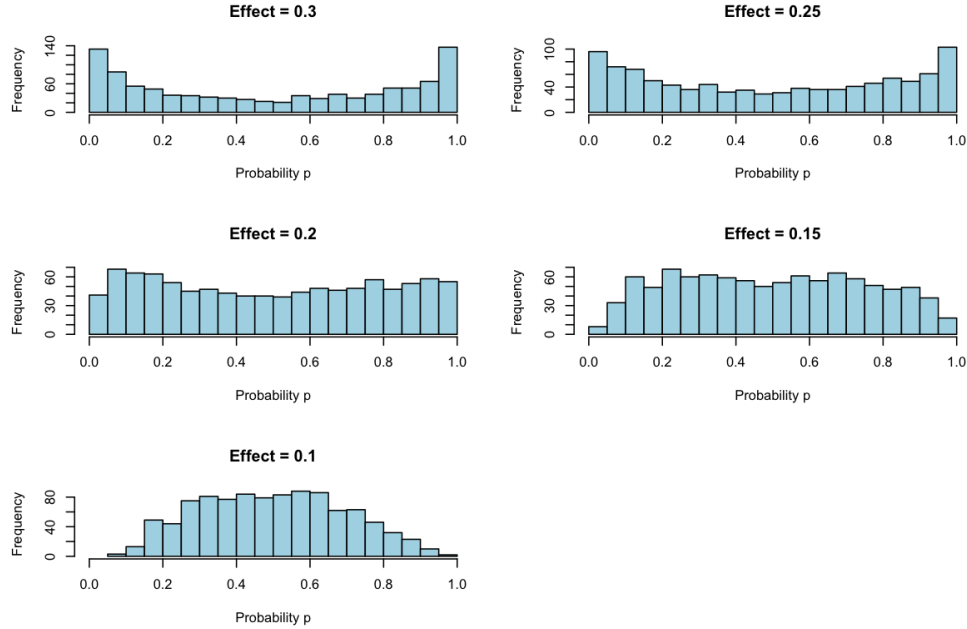 Effect = 0.3
Frequency
60
140
0
0.0 0.2 0.4 0.6 0.8 1.0
Probability p
Effect = 0.25
Frequency
100
40
0
0.0 0.2 0.4 0.6 0.8 1.0
Probability p
Effect = 0.2
Frequency
60
30
0
0.0 0.2 0.4 0.6 0.8 1.0
Probability p
Effect = 0.15
Frequency
60
30
0
0.0 0.2 0.4 0.6 0.8 1.0
Probability p
Effect = 0.1
Frequency
80
40
0
0.0 0.2 0.4 0.6 0.8 1.0
Probability p